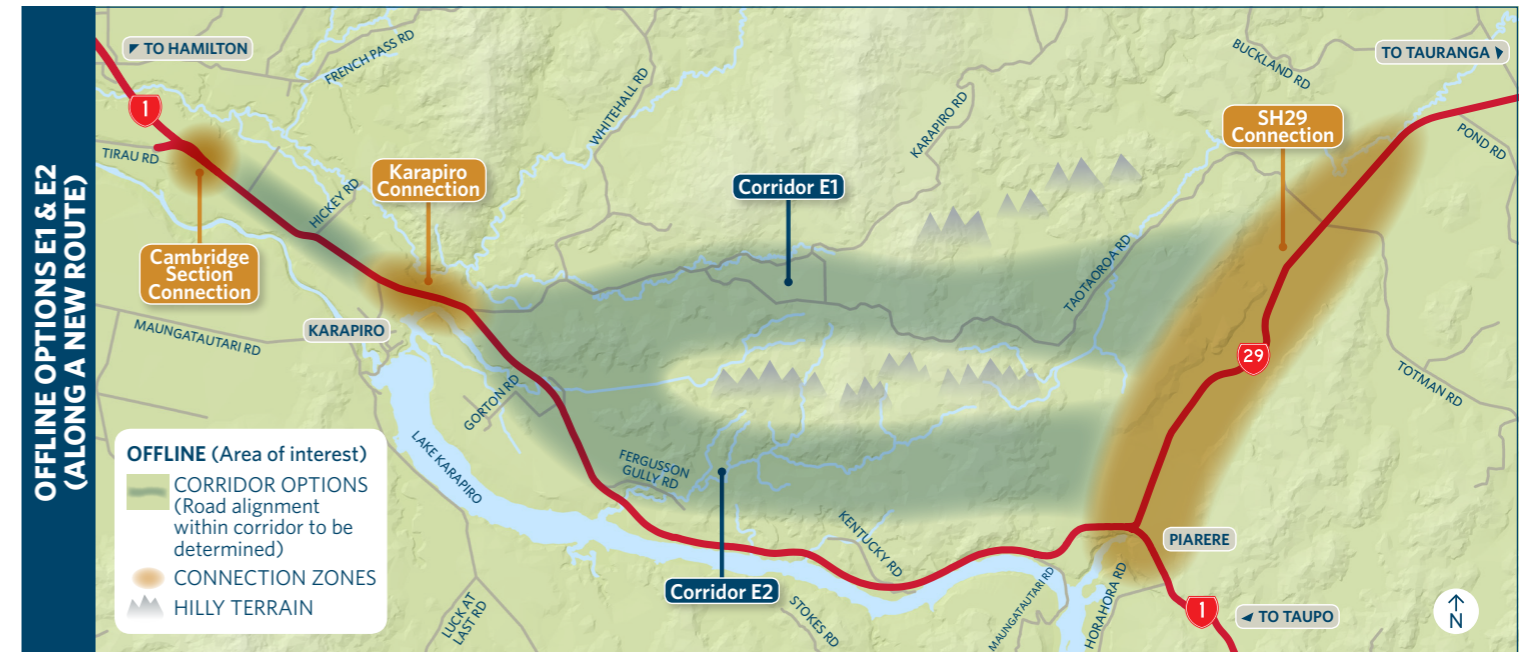 OFFLINE OPTIONS E1 & E2
(ALONG A NEW ROUTE)
TO HAMILTON
FRENCH PASS RD
WHITEHALL RD
KARAPIRO RD
BUCKLAND RD
TO TAURANGA
1
TIRAU RD
HICKEY RD
Karapiro
Connection
Corridor E1
SH29
Connection
POND RD
Cambridge
Section
Connection
TAOTAOROA RD
MAUNGATAUTARI RD
KARAPIRO
29
TOTMAN RD
GORTON RD
LAKE KARAPIRO
FERGUSSON
GULLY RD
KENTUCKY RD
PIARERE
Corridor E2
STOKES RD
MAUNGATAUTARI RD
HORAHORA RD
1
TO TAUPO
LUCK AT
LAST RD
N
OFFLINE (Area of interest)
CORRIDOR OPTIONS
(Road alignment
within corridor to be
determined)
CONNECTION ZONES
HILLY TERRAIN